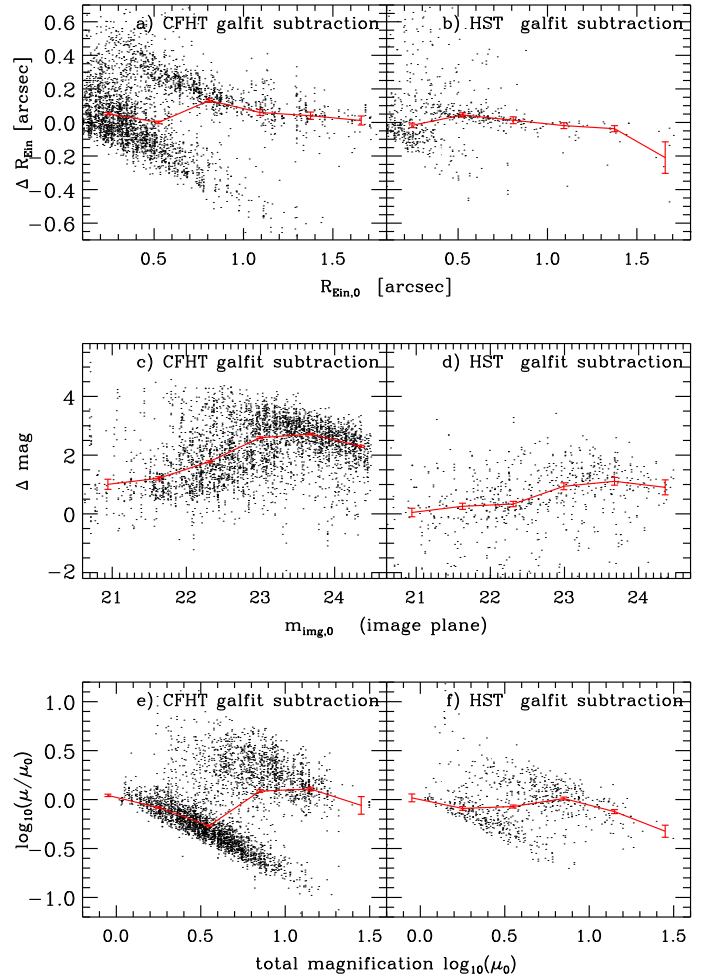 a) CFHT galfit subtraction
b) HST galfit subtraction
0.6
0.4
0.2
0.0
−0.2
−0.4
−0.6
Δ R_Ein [arcsec]
0.5 1.0 1.5 0.5 1.0 1.5
R_Ein,0 [arcsec]
c) CFHT galfit subtraction
d) HST galfit subtraction
4
2
0
−2
Δ mag
21 22 23 24 21 22 23 24
m_img,0 (image plane)
e) CFHT galfit subtraction
f) HST galfit subtraction
1.0
0.5
0.0
−0.5
−1.0
log₁₀(μ/μ₀)
0.0 0.5 1.0 1.5 0.0 0.5 1.0 1.5
total magnification log₁₀(μ₀)